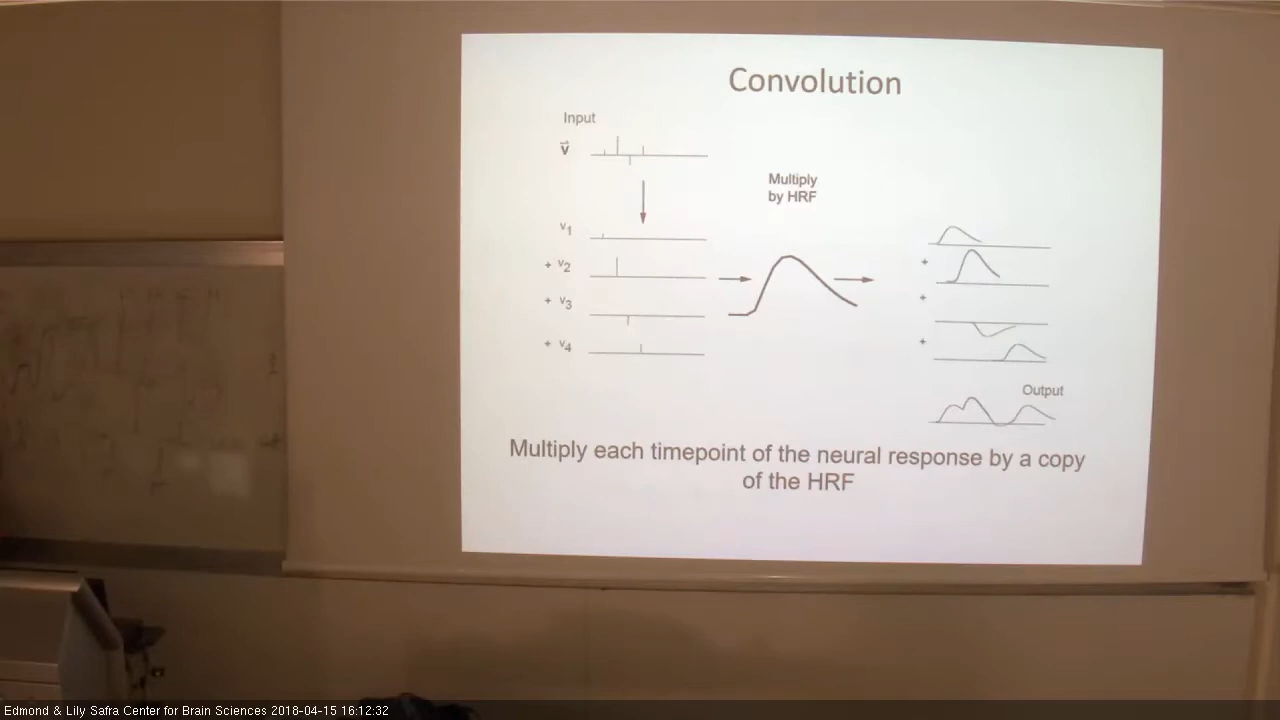 Convolution
Input
v⃗
Multiply
by HRF
v1
+ v2
+ v3
+ v4
+
+
+
Output
Multiply each timepoint of the neural response by a copy
of the HRF
Edmond & Lily Safra Center for Brain Sciences 2018-04-15 16:12:32